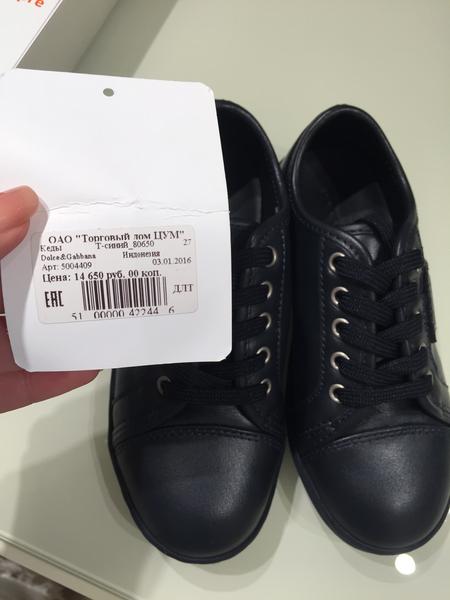 ОАО "Торговый дом ЦУМ"
Кеды Т-синий_80650 27
Dolce&Gabbana Индонезия
Арт: 5004409 03.01.2016
Цена: 14 650 руб. 00 коп.
ЕАС ДЛТ
51 00000 42244 6